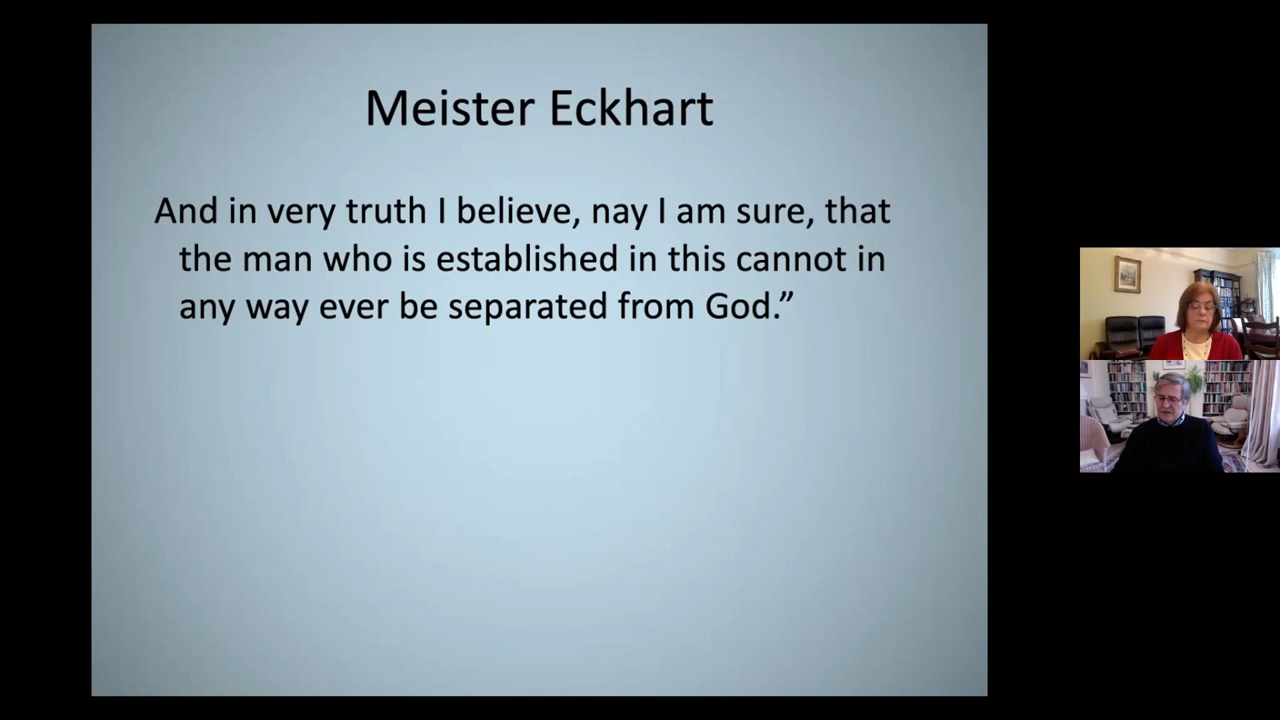 Meister Eckhart
And in very truth I believe, nay I am sure, that
the man who is established in this cannot in
any way ever be separated from God.”